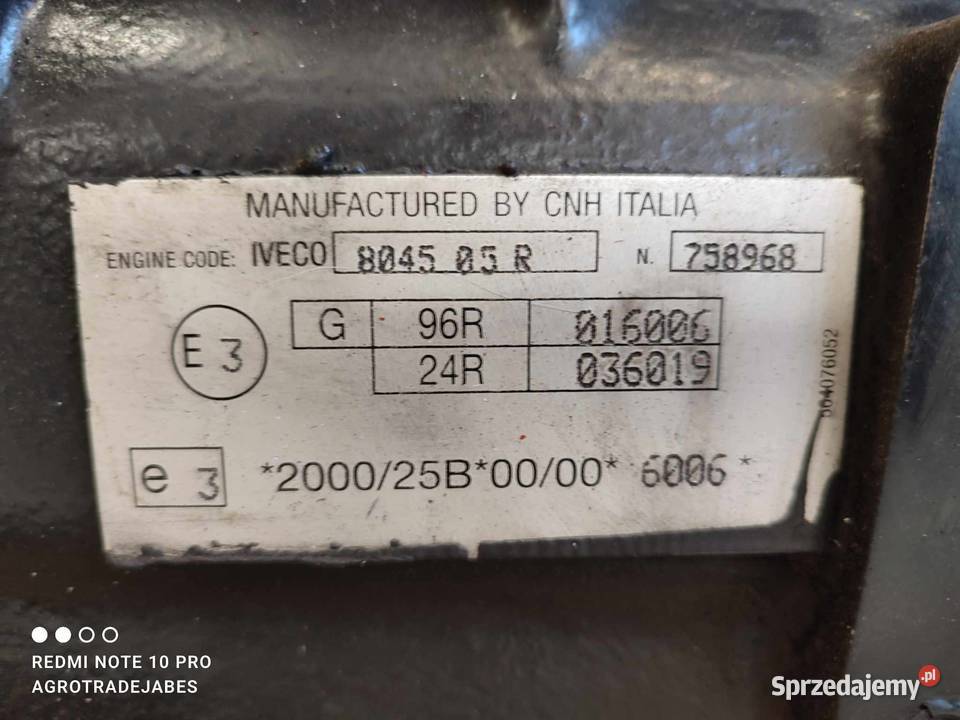 MANUFACTURED BY CNH ITALIA
ENGINE CODE: IVECO 8045 05 R N. 758968
G 96R 016006
E 3
24R 036019
504076052
e 3 *2000/25B*00/00* 6006 *
REDMI NOTE 10 PRO
AGROTRADEJABES
Sprzedajemy.pl